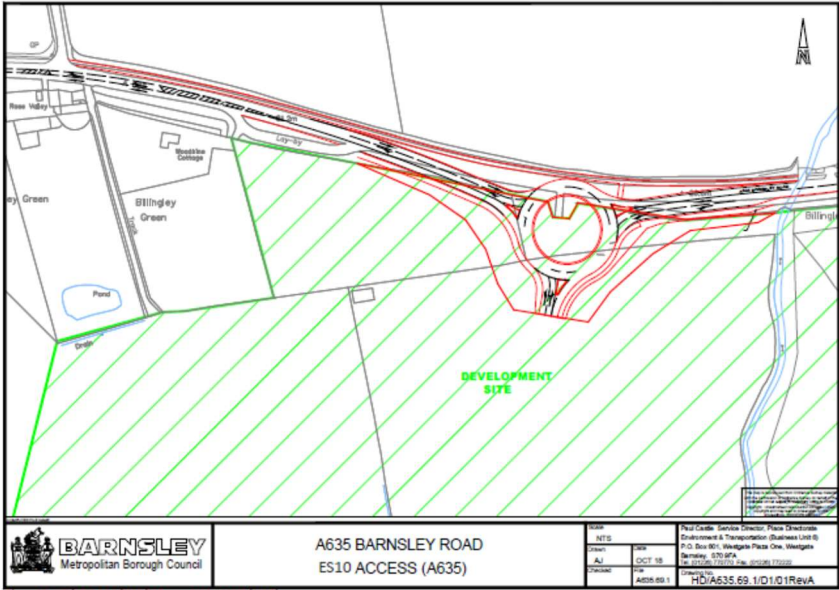 GP
N
Rose Valley
Lay-by
Woodview
Cottage
ey Green
Billingley
Green
Track
Billingl
Pond
Drain
DEVELOPMENT
SITE
BARNSLEY
Metropolitan Borough Council
A635 BARNSLEY ROAD
ES10 ACCESS (A635)
Scale
NTS
Drawn
AJ
Date
OCT 18
Checked
File
A635.69.1
Paul Castle Service Director, Place Directorate
Environment & Transportation (Business Unit 6)
P.O. Box 601, Westgate Plaza One, Westgate
Barnsley, S70 9FA
Drawing No.
HD/A635.69.1/D1/01RevA